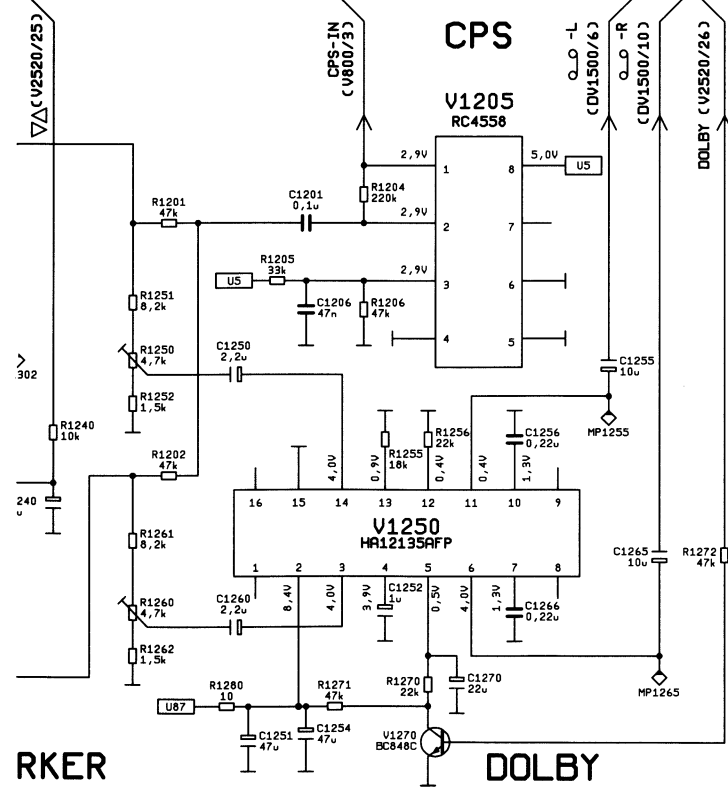 ▽△(V2520/25)
CPS-IN
(V800/3)
CPS
-L
(DV1500/6)
-R
(DV1500/10)
DOLBY (V2520/26)
V1205
RC4558
2,9V
1
8
5,0V
U5
R1204
220k
R1201
47k
C1201
0,1u
2,9V
2
7
R1205
33k
U5
2,9V
3
6
C1206
47n
R1206
47k
4
5
R1251
8,2k
R1250
4,7k
C1250
2,2u
302
R1252
1,5k
C1255
10u
MP1255
R1240
10k
R1202
47k
240
u
4,0V
0,9V
R1255
18k
R1256
22k
0,4V
0,4V
C1256
0,22u
1,3V
16
15
14
13
12
11
10
9
V1250
HA12135AFP
1
2
3
4
5
6
7
8
R1261
8,2k
R1260
4,7k
C1260
2,2u
R1262
1,5k
8,4V
4,0V
3,9V
C1252
1u
0,5V
4,0V
1,3V
C1266
0,22u
C1265
10u
R1272
47k
MP1265
R1280
10
U87
R1271
47k
R1270
22k
C1270
22u
C1251
47u
C1254
47u
V1270
BC848C
RKER
DOLBY